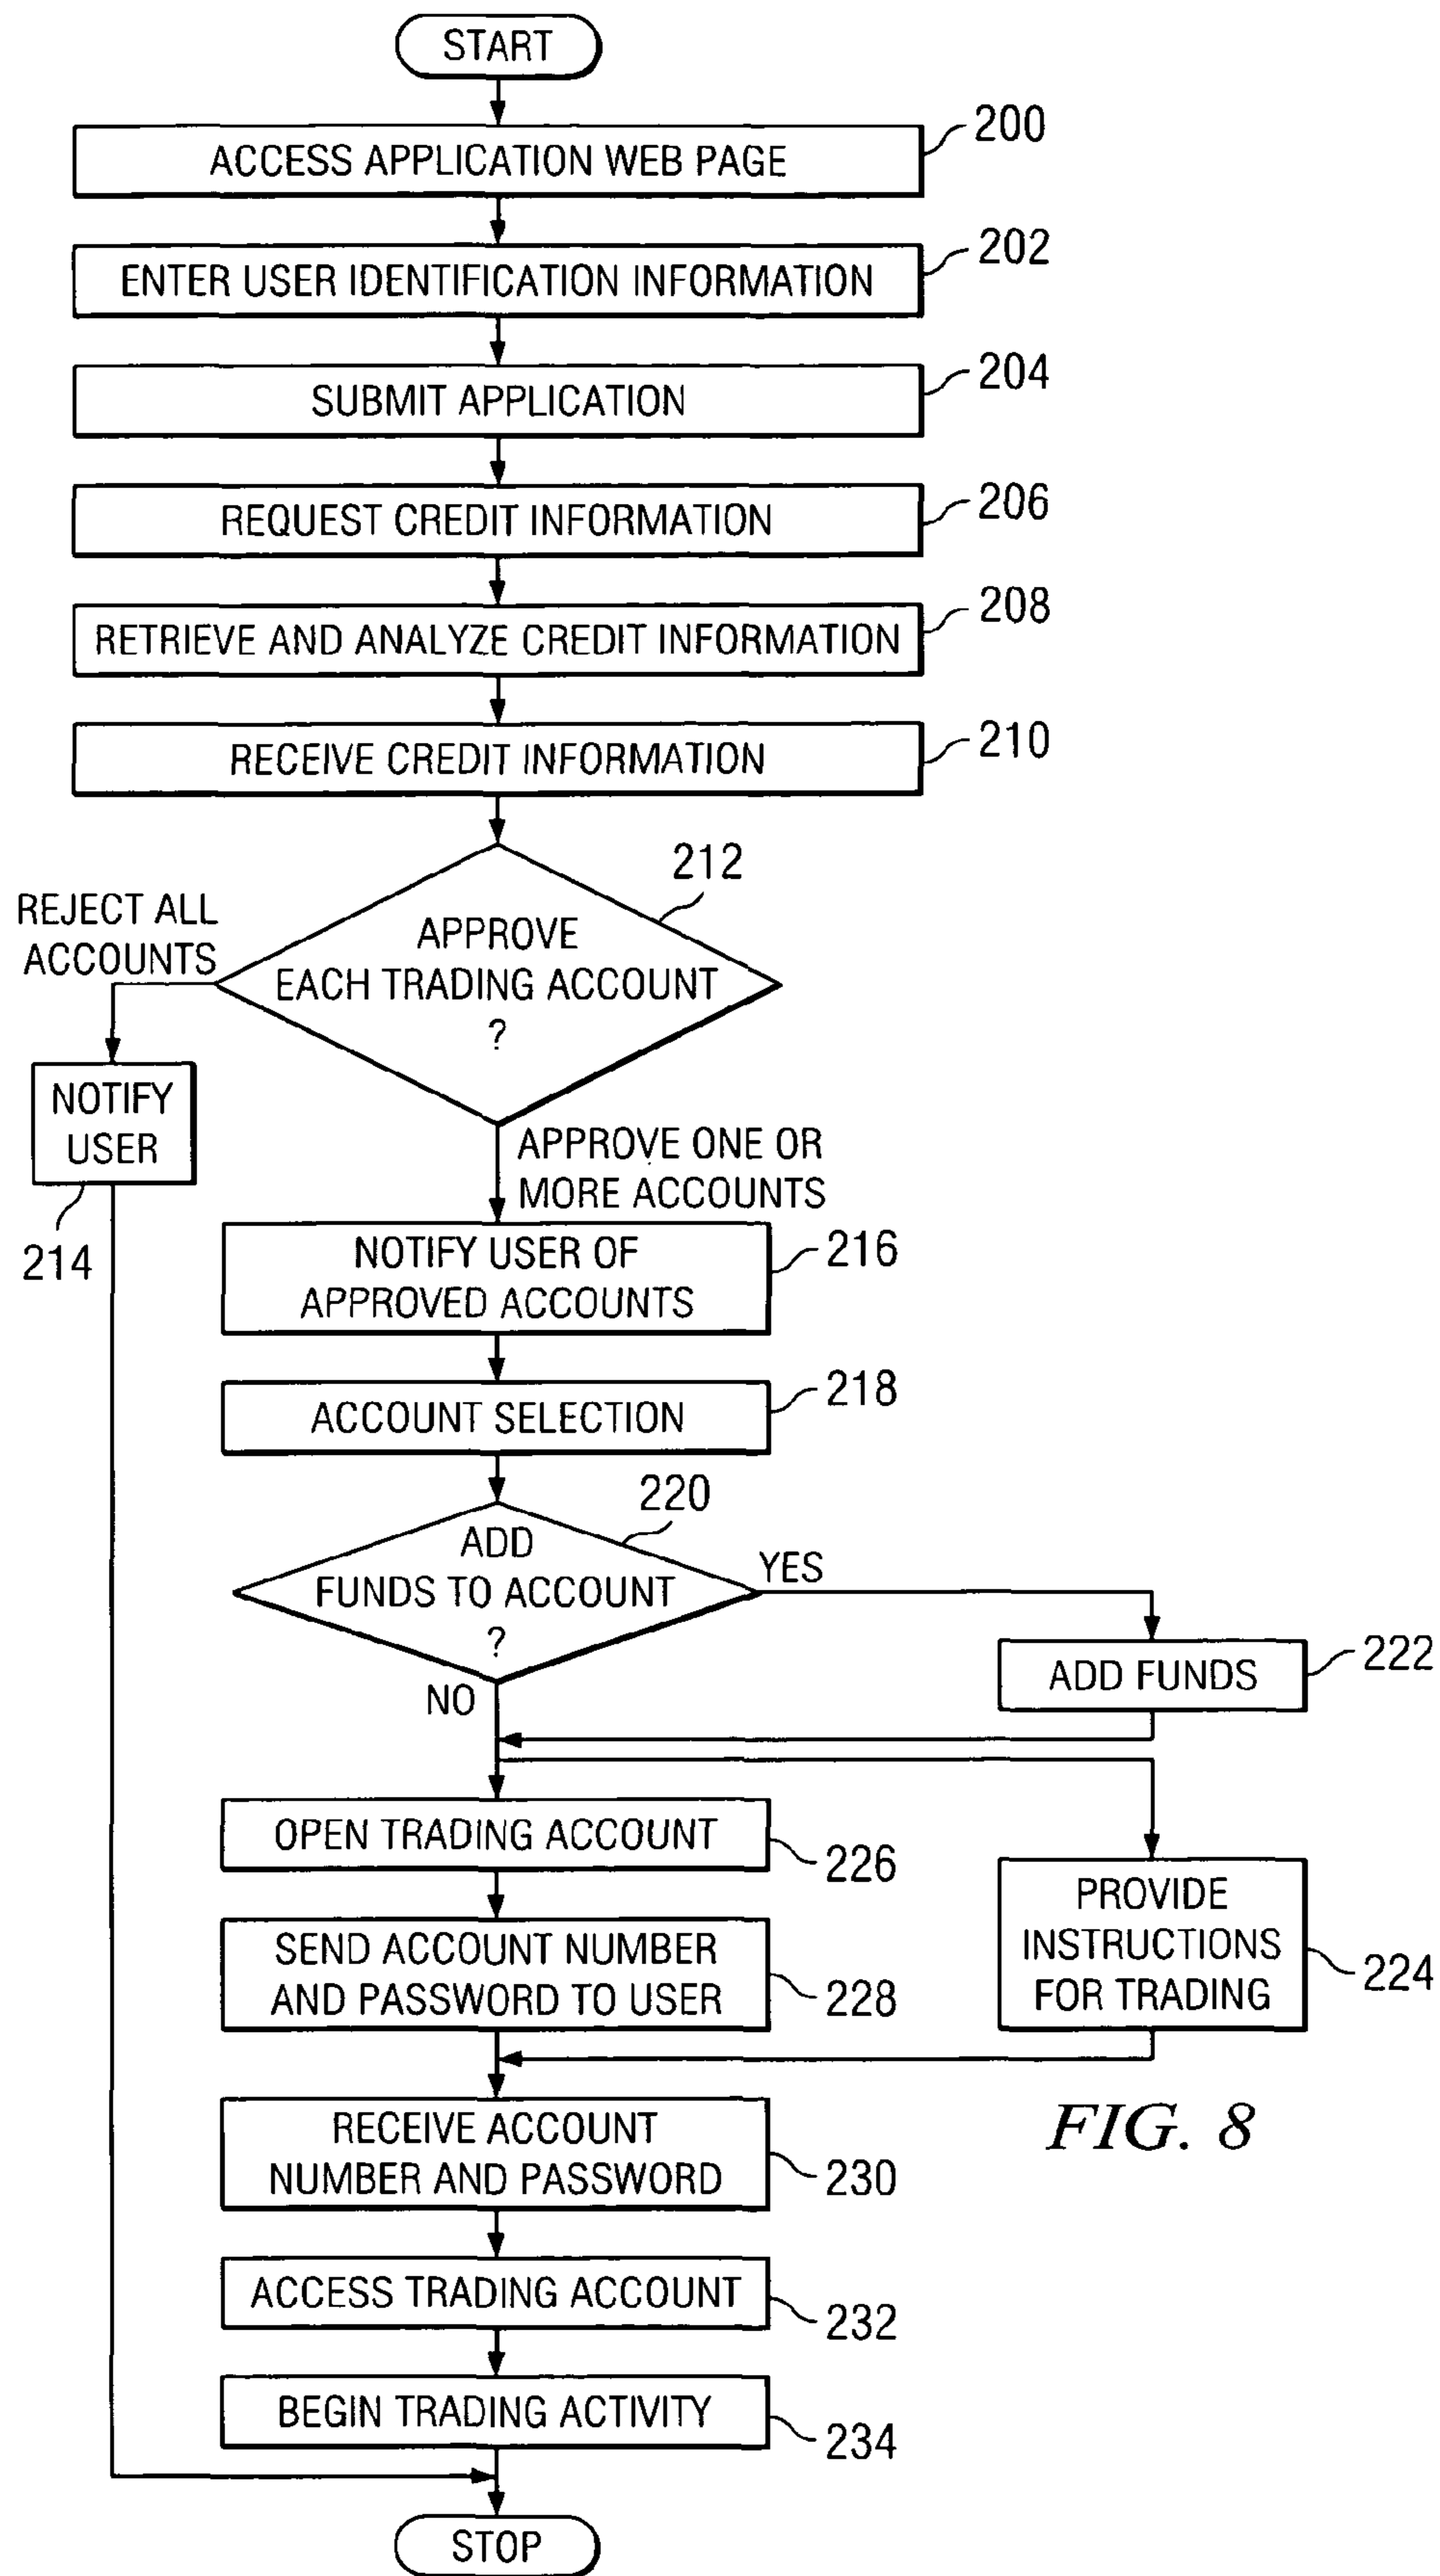 START
ACCESS APPLICATION WEB PAGE
200
ENTER USER IDENTIFICATION INFORMATION
202
SUBMIT APPLICATION
204
REQUEST CREDIT INFORMATION
206
RETRIEVE AND ANALYZE CREDIT INFORMATION
208
RECEIVE CREDIT INFORMATION
210
212
APPROVE
EACH TRADING ACCOUNT
?
REJECT ALL
ACCOUNTS
NOTIFY
USER
214
APPROVE ONE OR
MORE ACCOUNTS
NOTIFY USER OF
APPROVED ACCOUNTS
216
ACCOUNT SELECTION
218
220
ADD
FUNDS TO ACCOUNT
?
YES
NO
ADD FUNDS
222
OPEN TRADING ACCOUNT
226
PROVIDE
INSTRUCTIONS
FOR TRADING
224
SEND ACCOUNT NUMBER
AND PASSWORD TO USER
228
RECEIVE ACCOUNT
NUMBER AND PASSWORD
230
FIG. 8
ACCESS TRADING ACCOUNT
232
BEGIN TRADING ACTIVITY
234
STOP